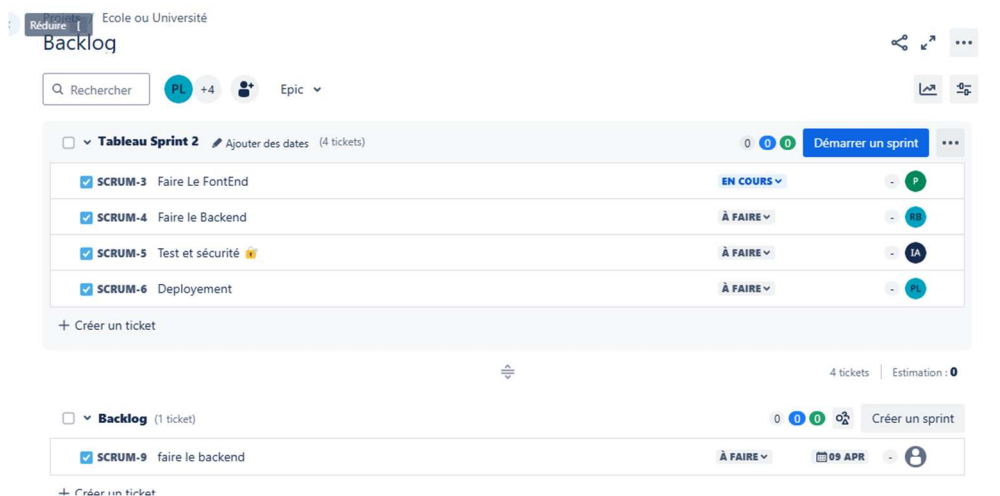 Projets / Ecole ou Université
Réduire [
Backlog
Rechercher PL +4 Epic
Tableau Sprint 2 Ajouter des dates (4 tickets) 0 0 0 Démarrer un sprint
SCRUM-3 Faire Le FontEnd EN COURS - P
SCRUM-4 Faire le Backend À FAIRE - RB
SCRUM-5 Test et sécurité À FAIRE - IA
SCRUM-6 Deployement À FAIRE - PL
+ Créer un ticket
4 tickets Estimation : 0
Backlog (1 ticket) 0 0 0 Créer un sprint
SCRUM-9 faire le backend À FAIRE 09 APR -
+ Créer un ticket